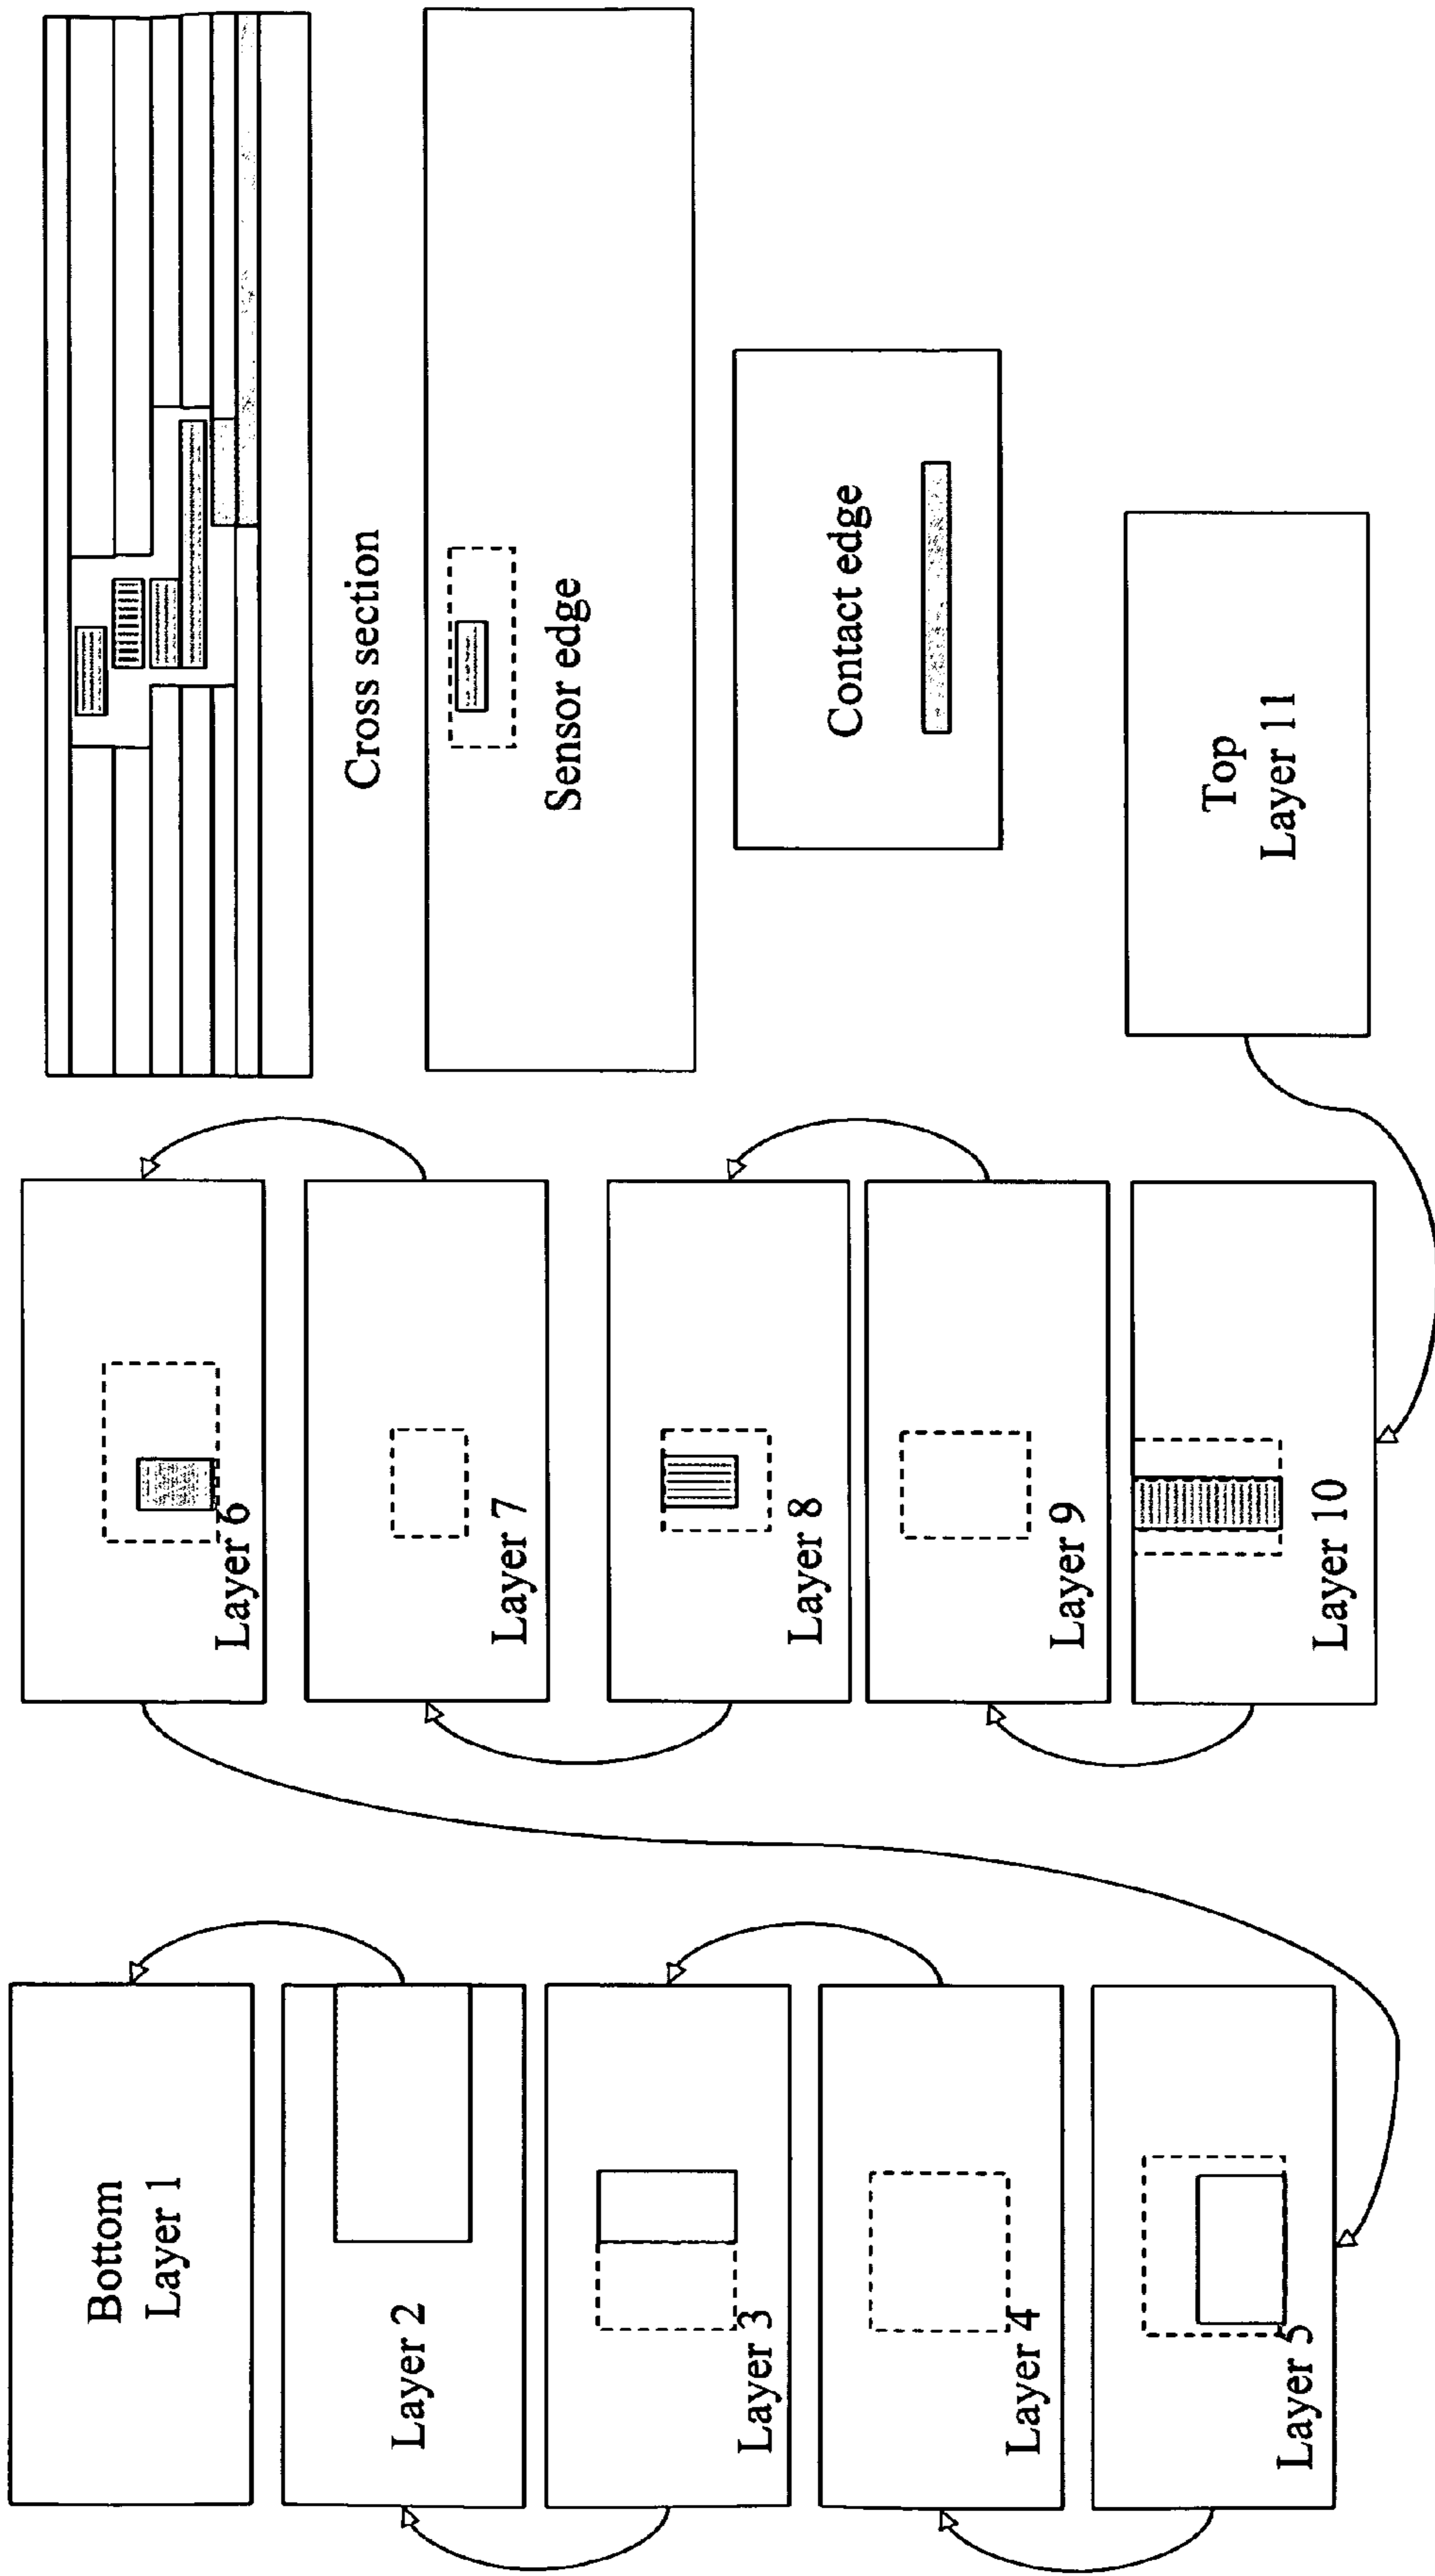 Bottom
Layer 1
Layer 2
Layer 3
Layer 4
Layer 5
Layer 6
Layer 7
Layer 8
Layer 9
Layer 10
Cross section
Sensor edge
Contact edge
Top
Layer 11